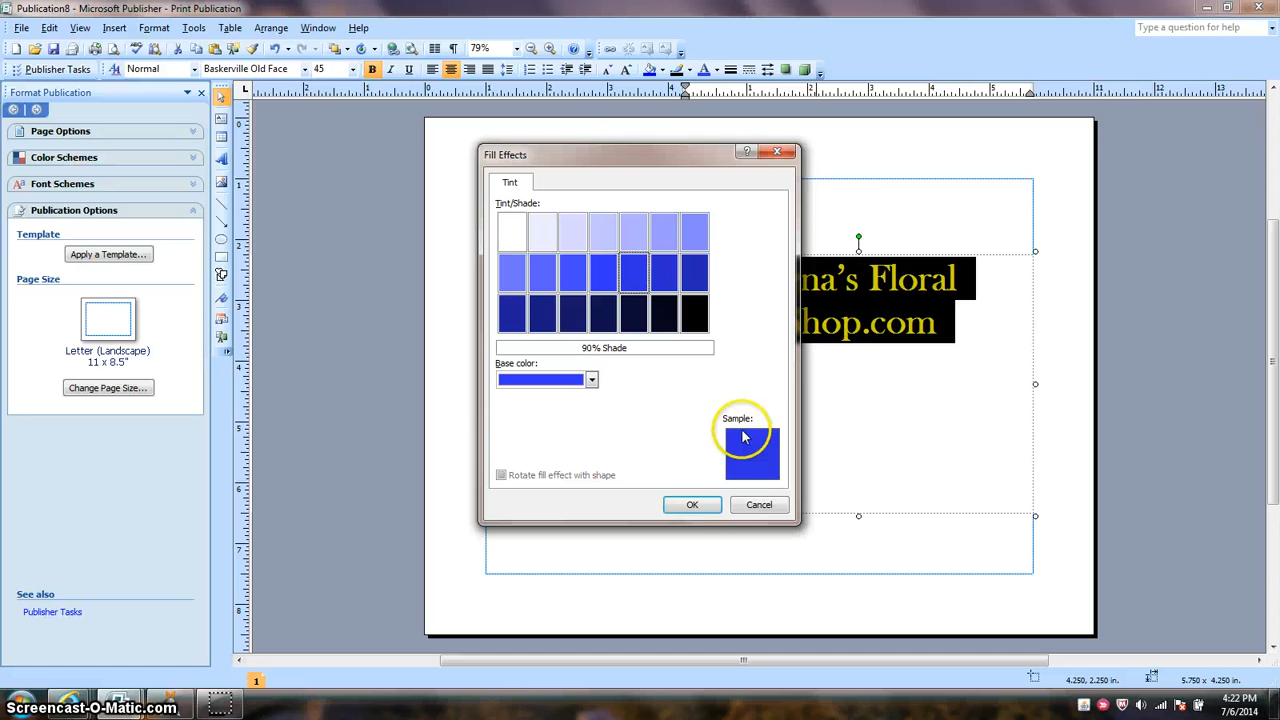 Publication8 - Microsoft Publisher - Print Publication
File Edit View Insert Format Tools Table Arrange Window Help
Type a question for help
79%
Publisher Tasks
Normal
Baskerville Old Face
45
B I U
Format Publication
Page Options
Color Schemes
Font Schemes
Publication Options
Template
Apply a Template...
Page Size
Letter (Landscape)
11 x 8.5"
Change Page Size...
See also
Publisher Tasks
Fill Effects
Tint
Tint/Shade:
90% Shade
Base color:
Sample:
Rotate fill effect with shape
OK
Cancel
na's Floral
hop.com
1
4.250, 2.250 in.
5.750 x 4.250 in.
Screencast-O-Matic.com
4:22 PM
7/6/2014